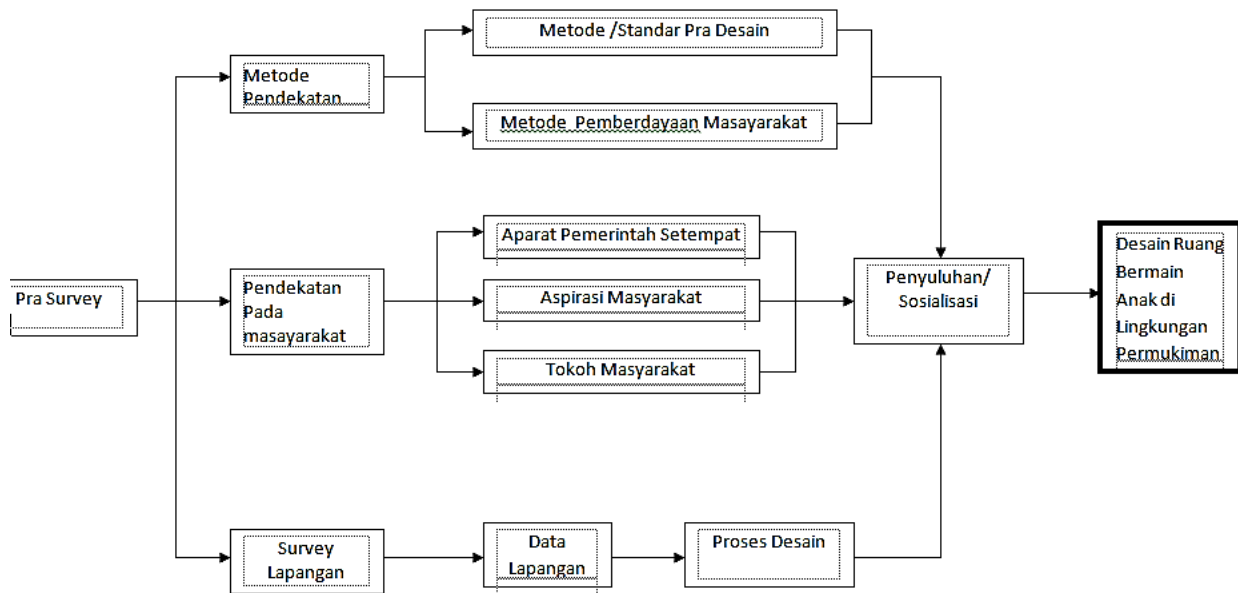 Metode /Standar Pra Desain
Metode
Pendekatan
Metode Pemberdayaan Masayarakat
Aparat Pemerintah Setempat
Pra Survey
Pendekatan
Pada
masayarakat
Aspirasi Masyarakat
Tokoh Masyarakat
Penyuluhan/
Sosialisasi
Desain Ruang
Bermain
Anak di
Lingkungan
Permukiman
Survey
Lapangan
Data
Lapangan
Proses Desain